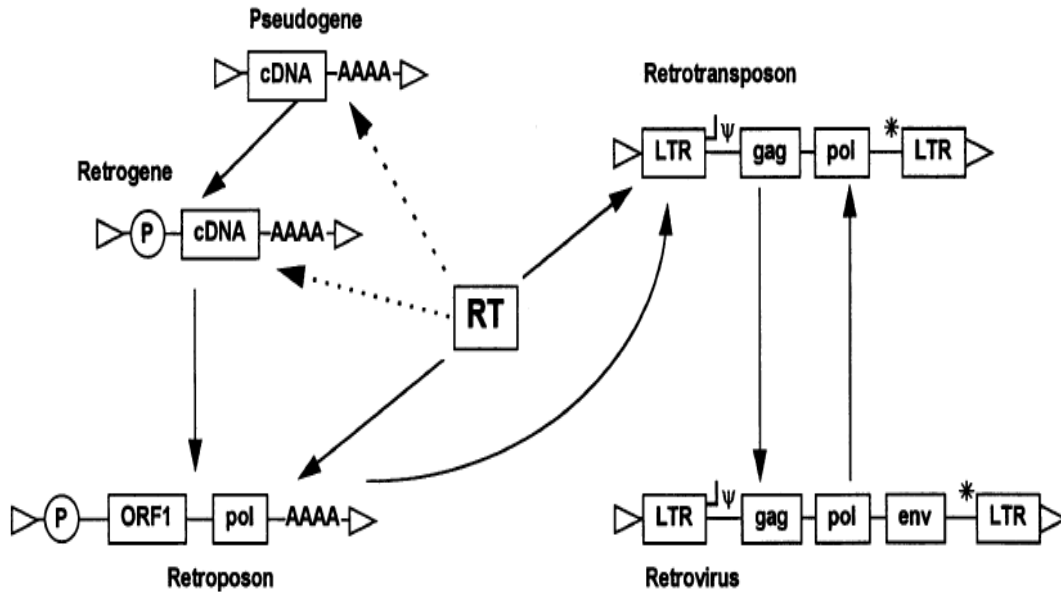 Pseudogene
cDNA AAAA
Retrogene
P cDNA AAAA
RT
P ORF1 pol AAAA
Retroposon
Retrotransposon
LTR ψ gag pol * LTR
LTR ψ gag pol env * LTR
Retrovirus